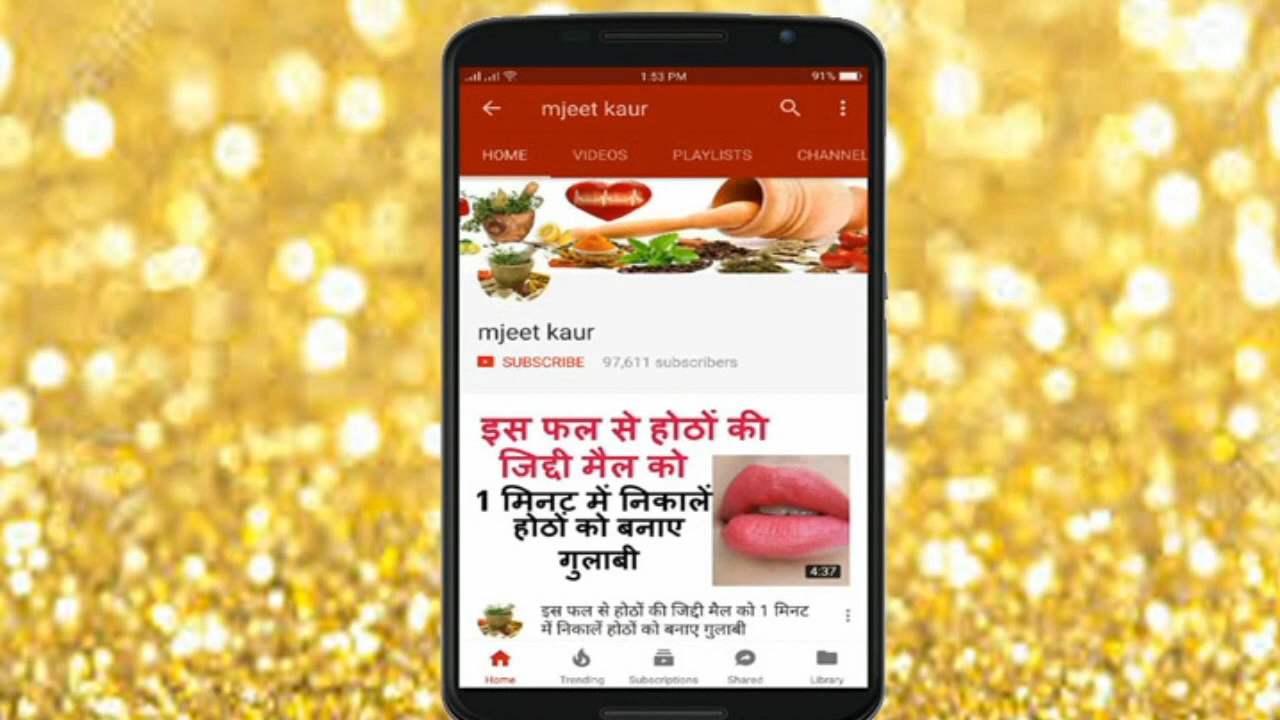 1:53 PM 91%
mjeet kaur
HOME VIDEOS PLAYLISTS CHANNEL
mjeet kaur
SUBSCRIBE 97,611 subscribers
इस फल से होठों की
जिद्दी मैल को
1 मिनट में निकालें
होठों को बनाए
गुलाबी
4:37
इस फल से होठों की जिद्दी मैल को 1 मिनट
में निकालें होठों को बनाए गुलाबी
Home Trending Subscriptions Shared Library